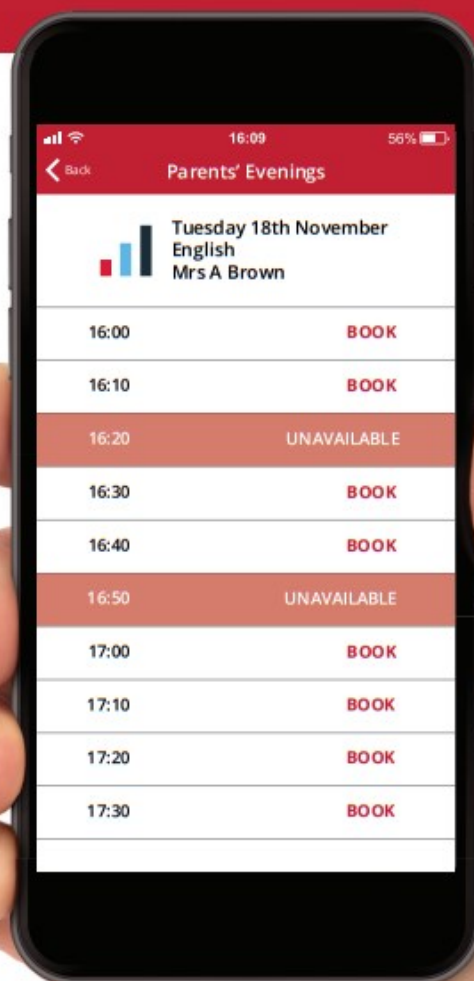 16:09 56%
Back Parents' Evenings
Tuesday 18th November
English
Mrs A Brown
16:00 BOOK
16:10 BOOK
16:20 UNAVAILABLE
16:30 BOOK
16:40 BOOK
16:50 UNAVAILABLE
17:00 BOOK
17:10 BOOK
17:20 BOOK
17:30 BOOK